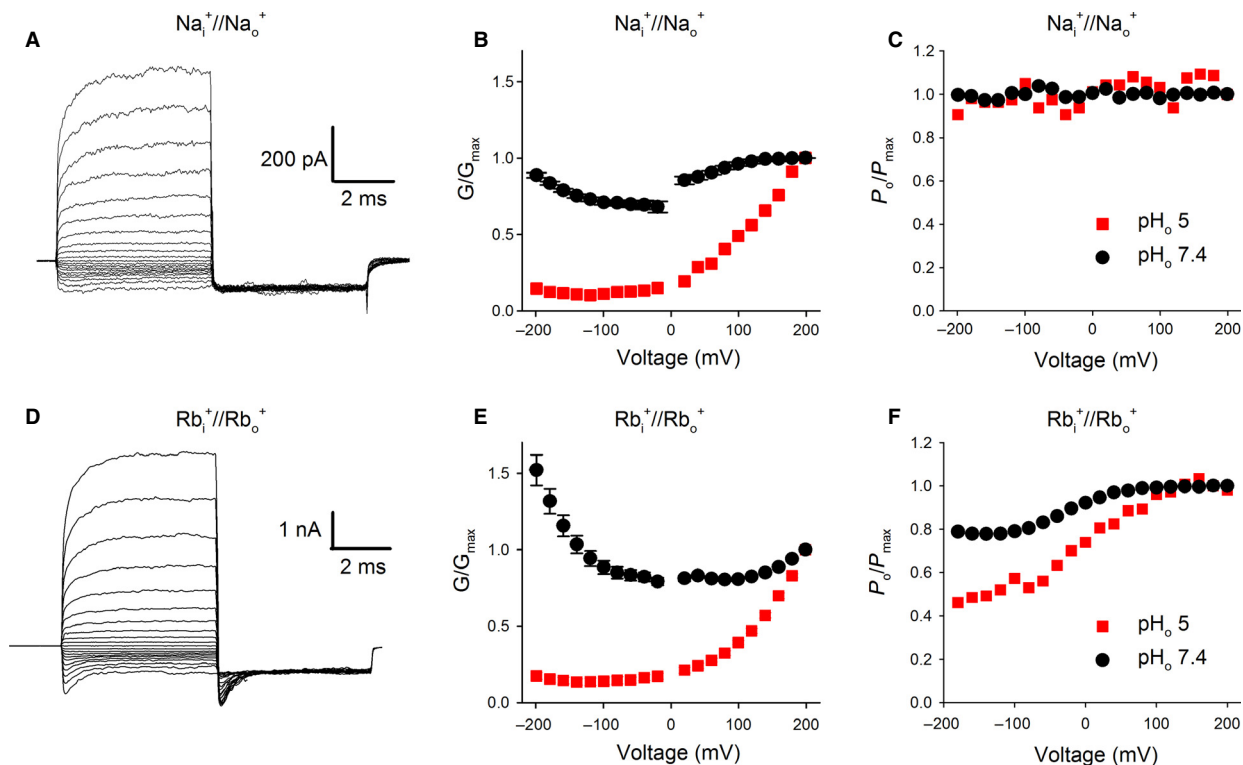 A
Na⁺ᵢ//Na⁺ₒ
200 pA
2 ms
B
Na⁺ᵢ//Na⁺ₒ
G/Gₘₐₓ
1.5
1.0
0.5
0.0
–200 –100 0 100 200
Voltage (mV)
C
Na⁺ᵢ//Na⁺ₒ
Pₒ/Pₘₐₓ
1.2
1.0
0.8
0.6
0.4
0.2
0.0
pHₒ 5
pHₒ 7.4
–200 –100 0 100 200
Voltage (mV)
D
Rb⁺ᵢ//Rb⁺ₒ
1 nA
2 ms
E
Rb⁺ᵢ//Rb⁺ₒ
G/Gₘₐₓ
1.5
1.0
0.5
0.0
–200 –100 0 100 200
Voltage (mV)
F
Rb⁺ᵢ//Rb⁺ₒ
Pₒ/Pₘₐₓ
1.2
1.0
0.8
0.6
0.4
0.2
0.0
pHₒ 5
pHₒ 7.4
–200 –100 0 100 200
Voltage (mV)